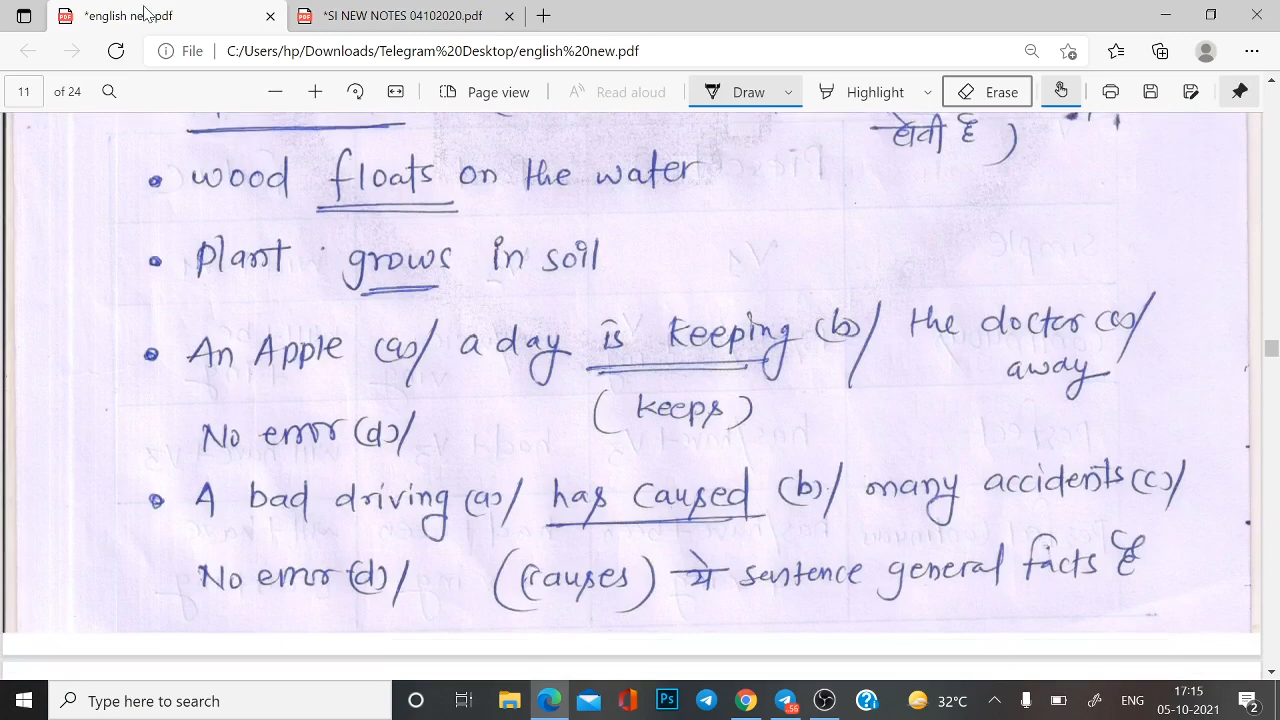 *english new.pdf
*SI NEW NOTES 04102020.pdf
File C:/Users/hp/Downloads/Telegram%20Desktop/english%20new.pdf
11 of 24 Page view Read aloud Draw Highlight Erase
होती है )
• wood floats on the water
• Plant grows in soil
• An Apple (a)/ a day is keeping (b)/ the doctor (c)/
away
No error (d)/ ( keeps )
• A bad driving (a)/ has caused (b)/ many accidents (c)/
No error (d)/ (causes) ये sentence general facts है
Type here to search
Ps
.56
32°C
ENG
17:15
05-10-2021
2